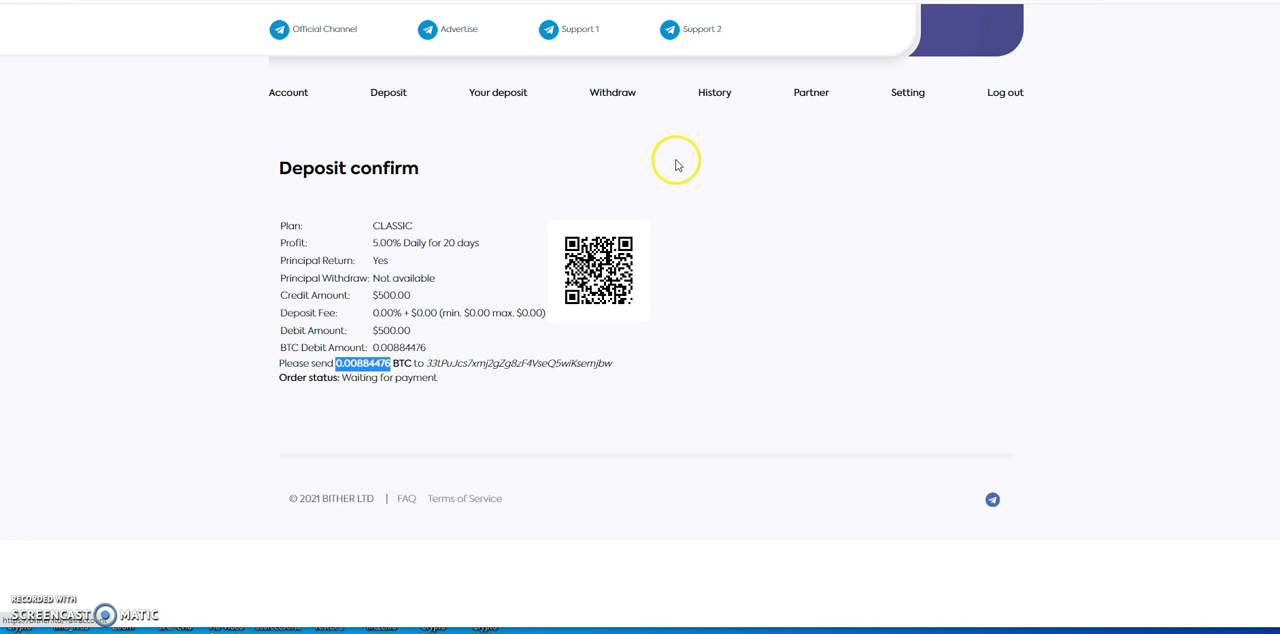 Official Channel Advertise Support 1 Support 2
Account Deposit Your deposit Withdraw History Partner Setting Log out
Deposit confirm
Plan: CLASSIC
Profit: 5.00% Daily for 20 days
Principal Return: Yes
Principal Withdraw: Not available
Credit Amount: $500.00
Deposit Fee: 0.00% + $0.00 (min. $0.00 max. $0.00)
Debit Amount: $500.00
BTC Debit Amount: 0.00884476
Please send 0.00884476 BTC to 33tPuJcs7xmj2gZg8zF4VseQ5wiKsemjbw
Order status: Waiting for payment
© 2021 BITHER LTD | FAQ Terms of Service
RECORDED WITH
SCREENCAST MATIC